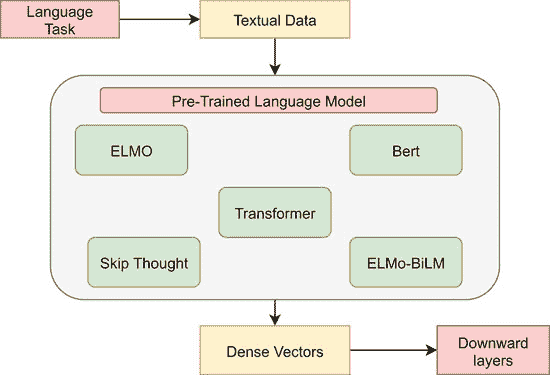 Language
Task
Textual Data
Pre-Trained Language Model
ELMO
Bert
Transformer
Skip Thought
ELMo-BiLM
Dense Vectors
Downward
layers